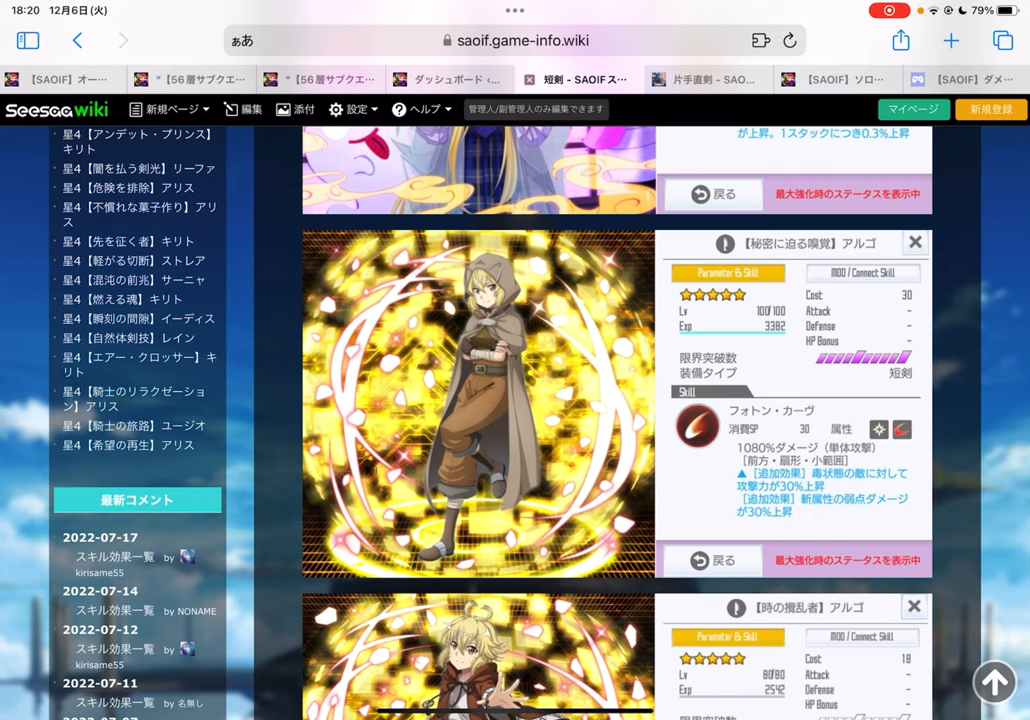 18:20 12月6日(火)
79%
ぁあ
saoif.game-info.wiki
【SAOIF】オー…
“【56層サブクエ…
“【56層サブクエ…
ダッシュボード ‹…
短剣 - SAOIFス…
片手直剣 - SAO…
【SAOIF】ソロ…
【SAOIF】ダメ…
Seesaa wiki
新規ページ
編集
添付
設定
ヘルプ
管理人/副管理人のみ編集できます
マイページ
新規登録
星4【アンデット・プリンス】
キリト
星4【闇を払う剣光】リーファ
星4【危険を排除】アリス
星4【不慣れな菓子作り】アリ
ス
星4【先を征く者】キリト
星4【軽がる切断】ストレア
星4【混沌の前兆】サーニャ
星4【燃える魂】キリト
星4【瞬刻の間隙】イーディス
星4【自然体剣技】レイン
星4【エアー・クロッサー】キ
リト
星4【騎士のリラクゼーショ
ン】アリス
星4【騎士の旅路】ユージオ
星4【希望の再生】アリス
最新コメント
2022-07-17
スキル効果一覧 by
kirisame55
2022-07-14
スキル効果一覧 by NONAME
2022-07-12
スキル効果一覧 by
kirisame55
2022-07-11
スキル効果一覧 by 名無し
が上昇。1スタックにつき0.3%上昇
戻る
最大強化時のステータスを表示中
【秘密に迫る嗅覚】アルゴ
Parameter & Skill
MOD / Connect Skill
Lv 100/100
Exp 3382
Cost 30
Attack -
Defense -
HP Bonus -
限界突破数
装備タイプ 短剣
Skill
フォトン・カーヴ
消費SP 30 属性
1080%ダメージ（単体攻撃）
［前方・扇形・小範囲］
▲［追加効果］毒状態の敵に対して
攻撃力が30%上昇
［追加効果］斬属性の弱点ダメージ
が30%上昇
戻る
最大強化時のステータスを表示中
【時の攪乱者】アルゴ
Parameter & Skill
MOD / Connect Skill
Lv 80/80
Exp 2542
Cost 18
Attack -
Defense -
HP Bonus -